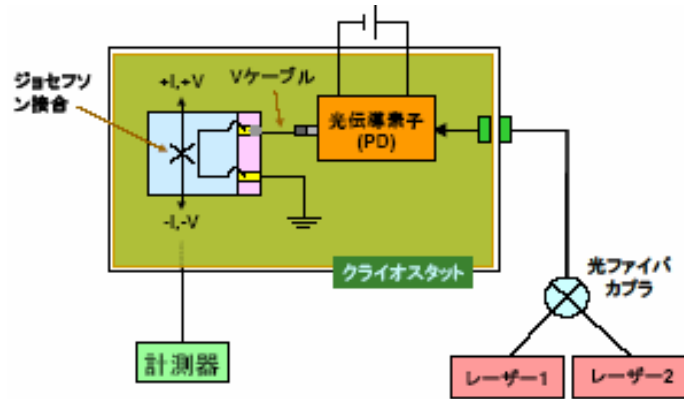 ジョセフソ
ン接合
+I,+V
Vケーブル
光伝導素子
(PD)
-I,-V
クライオスタット
光ファイバ
カプラ
計測器
レーザー1
レーザー2